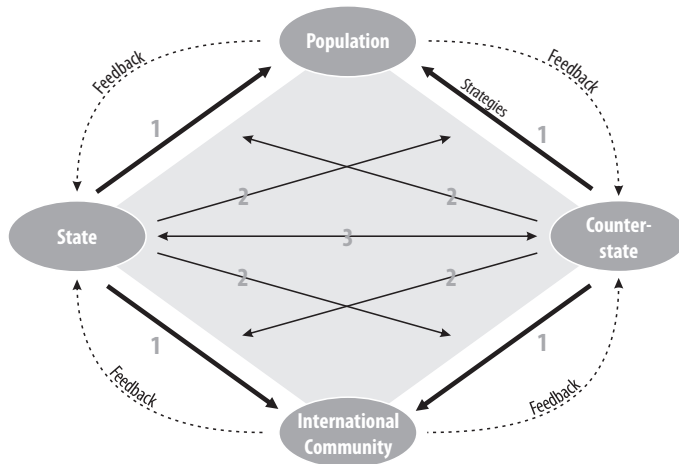 Population
Feedback
Feedback
Strategies
1
1
2
2
State
3
Counter-
state
2
2
1
1
Feedback
Feedback
International
Community